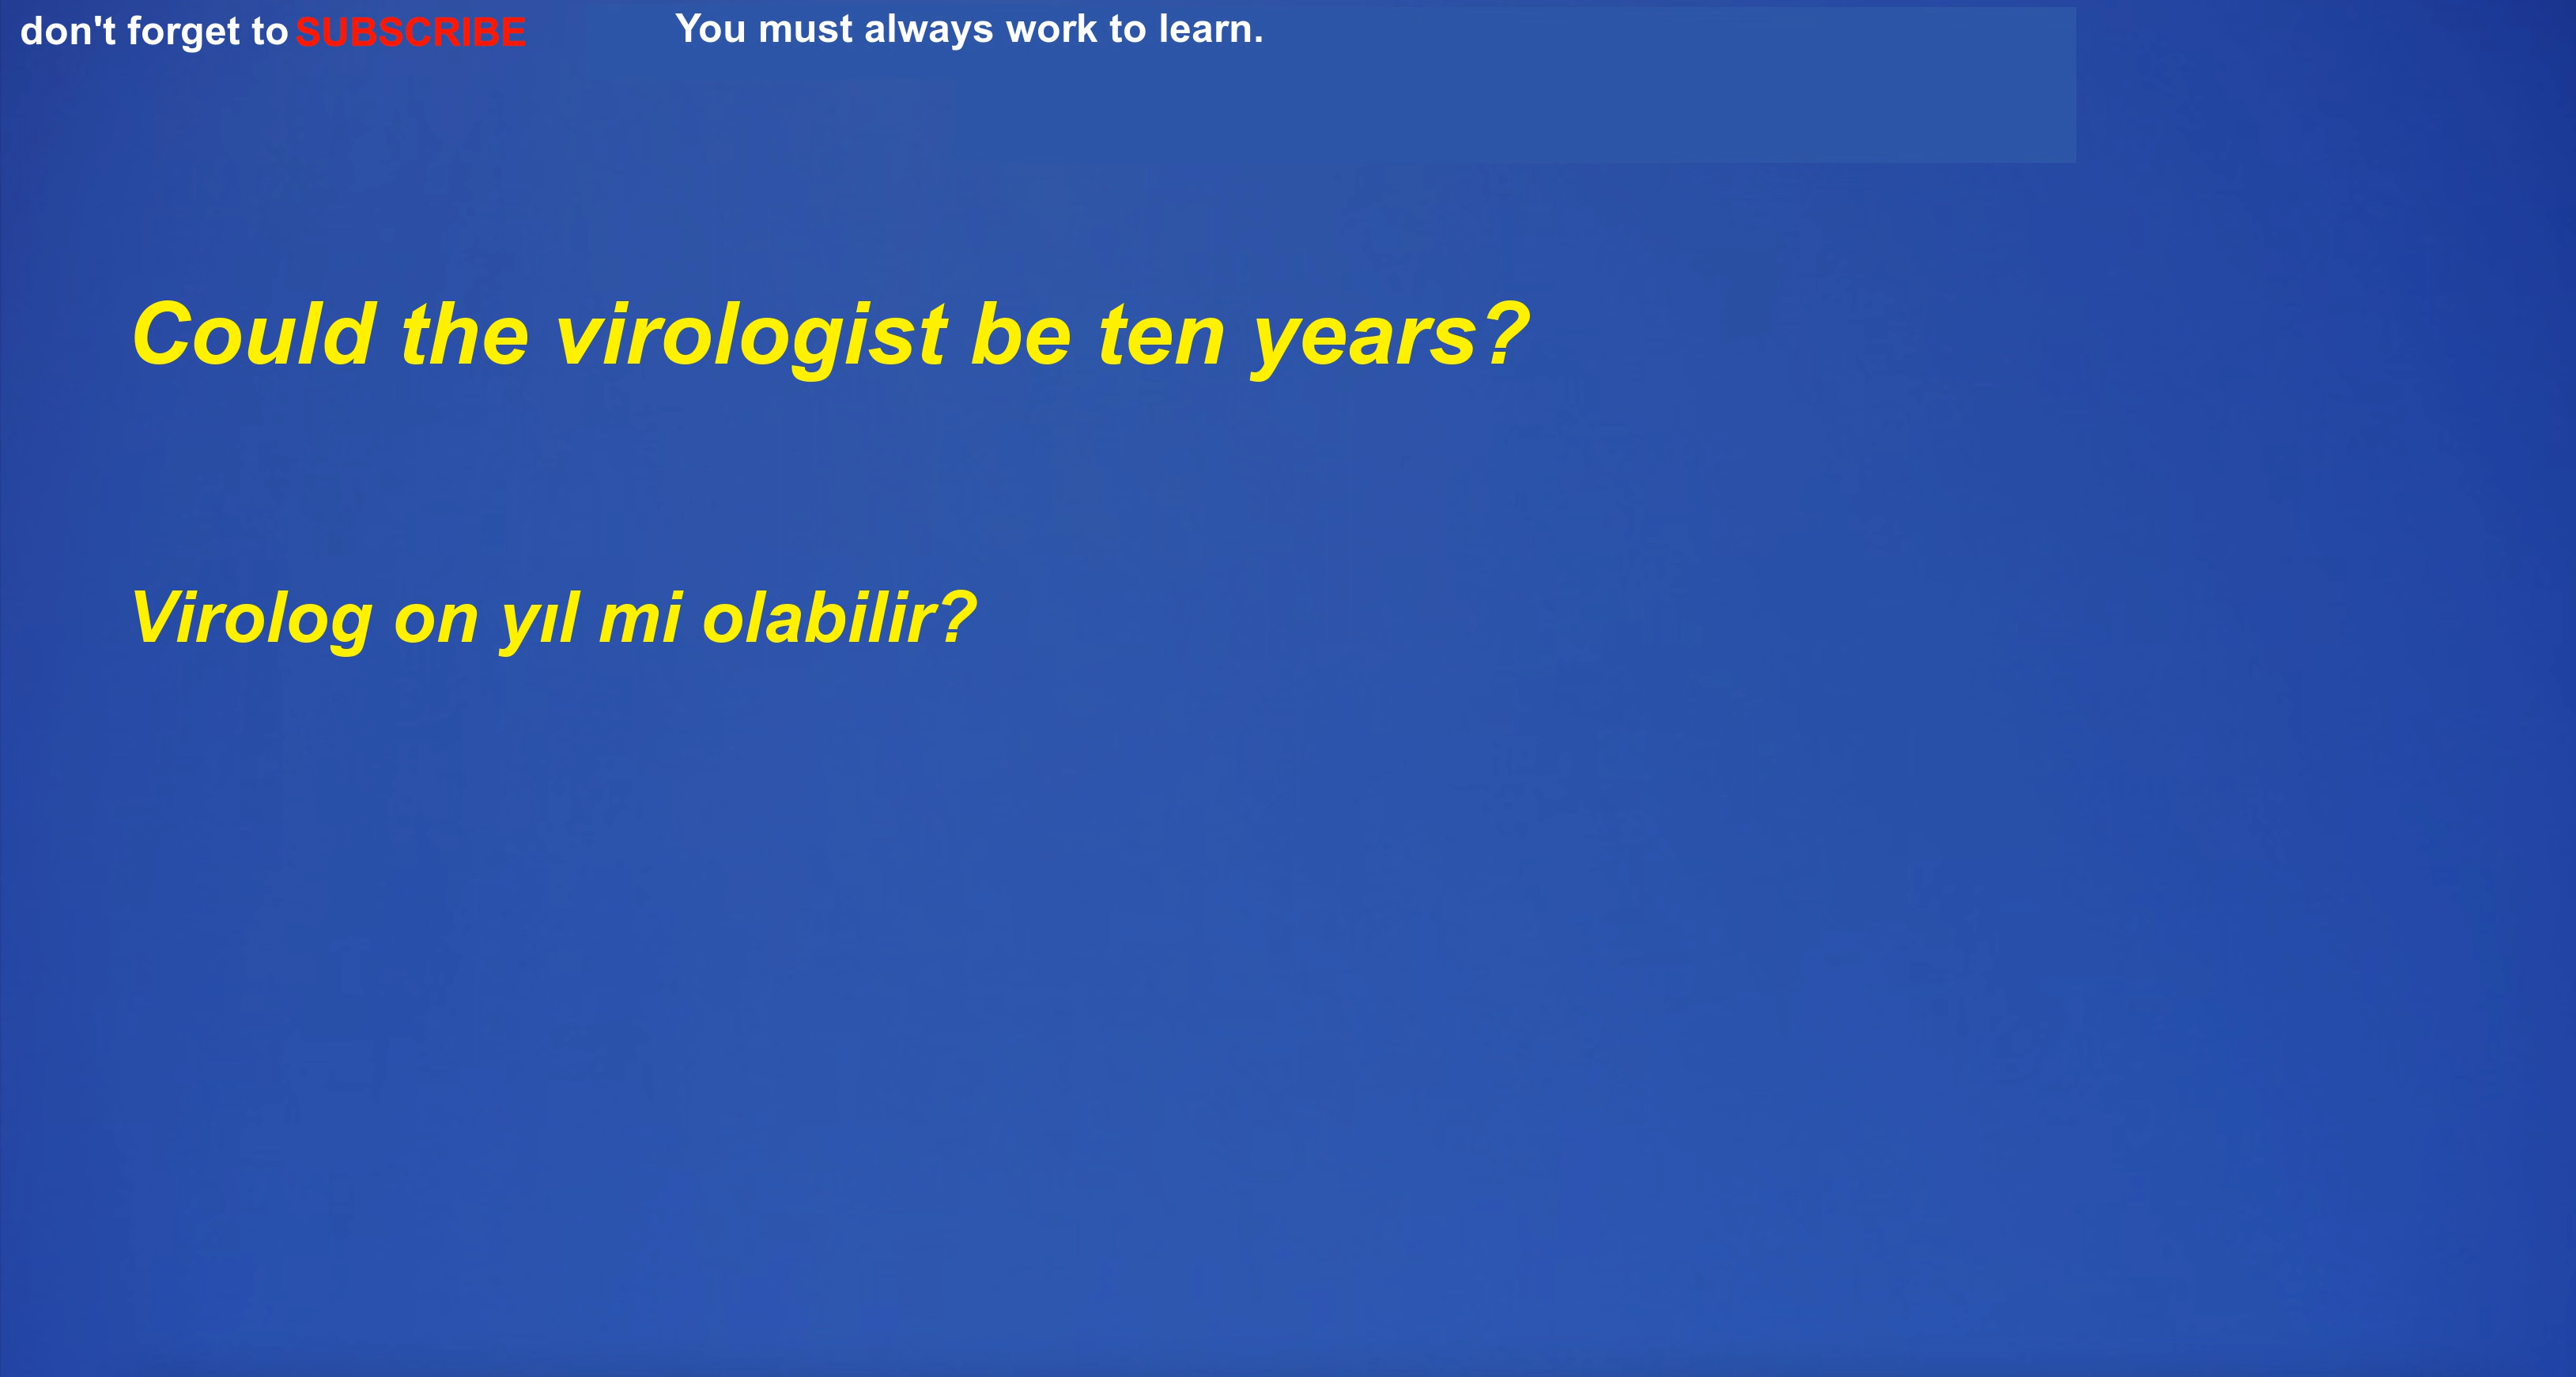 don't forget to SUBSCRIBE You must always work to learn.
Could the virologist be ten years?
Virolog on yıl mi olabilir?